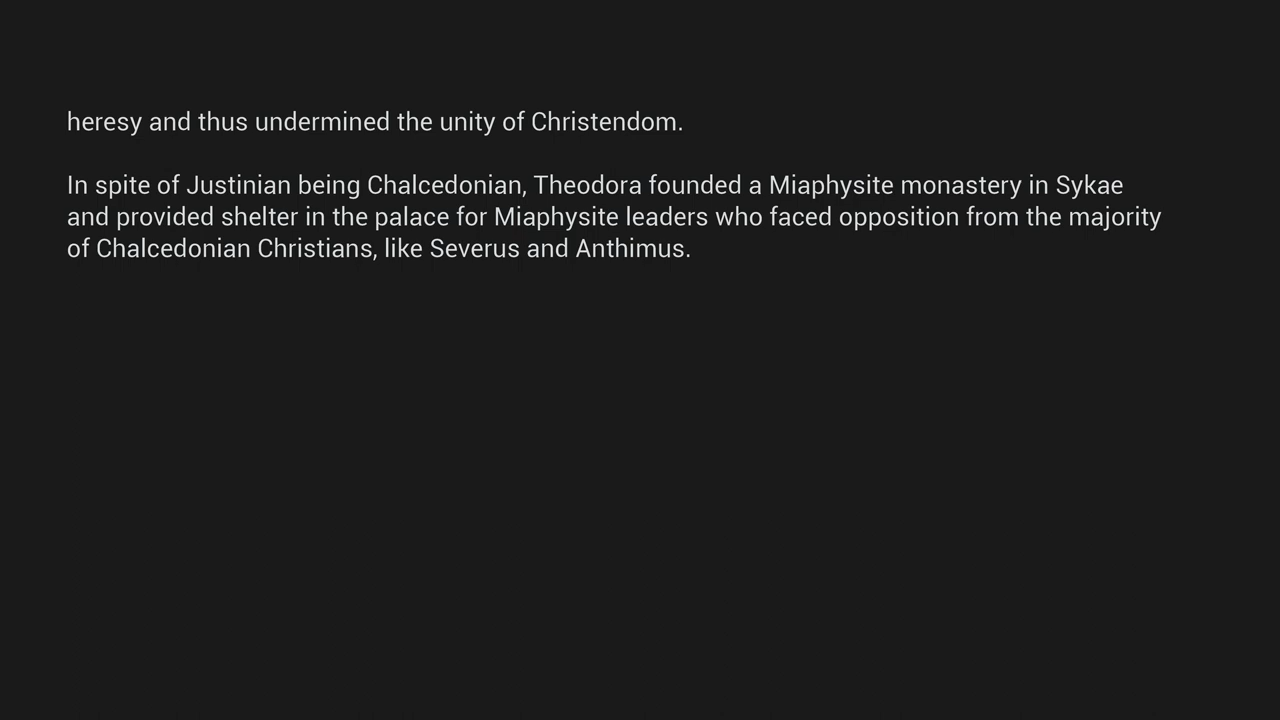 heresy and thus undermined the unity of Christendom.
In spite of Justinian being Chalcedonian, Theodora founded a Miaphysite monastery in Sykae
and provided shelter in the palace for Miaphysite leaders who faced opposition from the majority
of Chalcedonian Christians, like Severus and Anthimus.